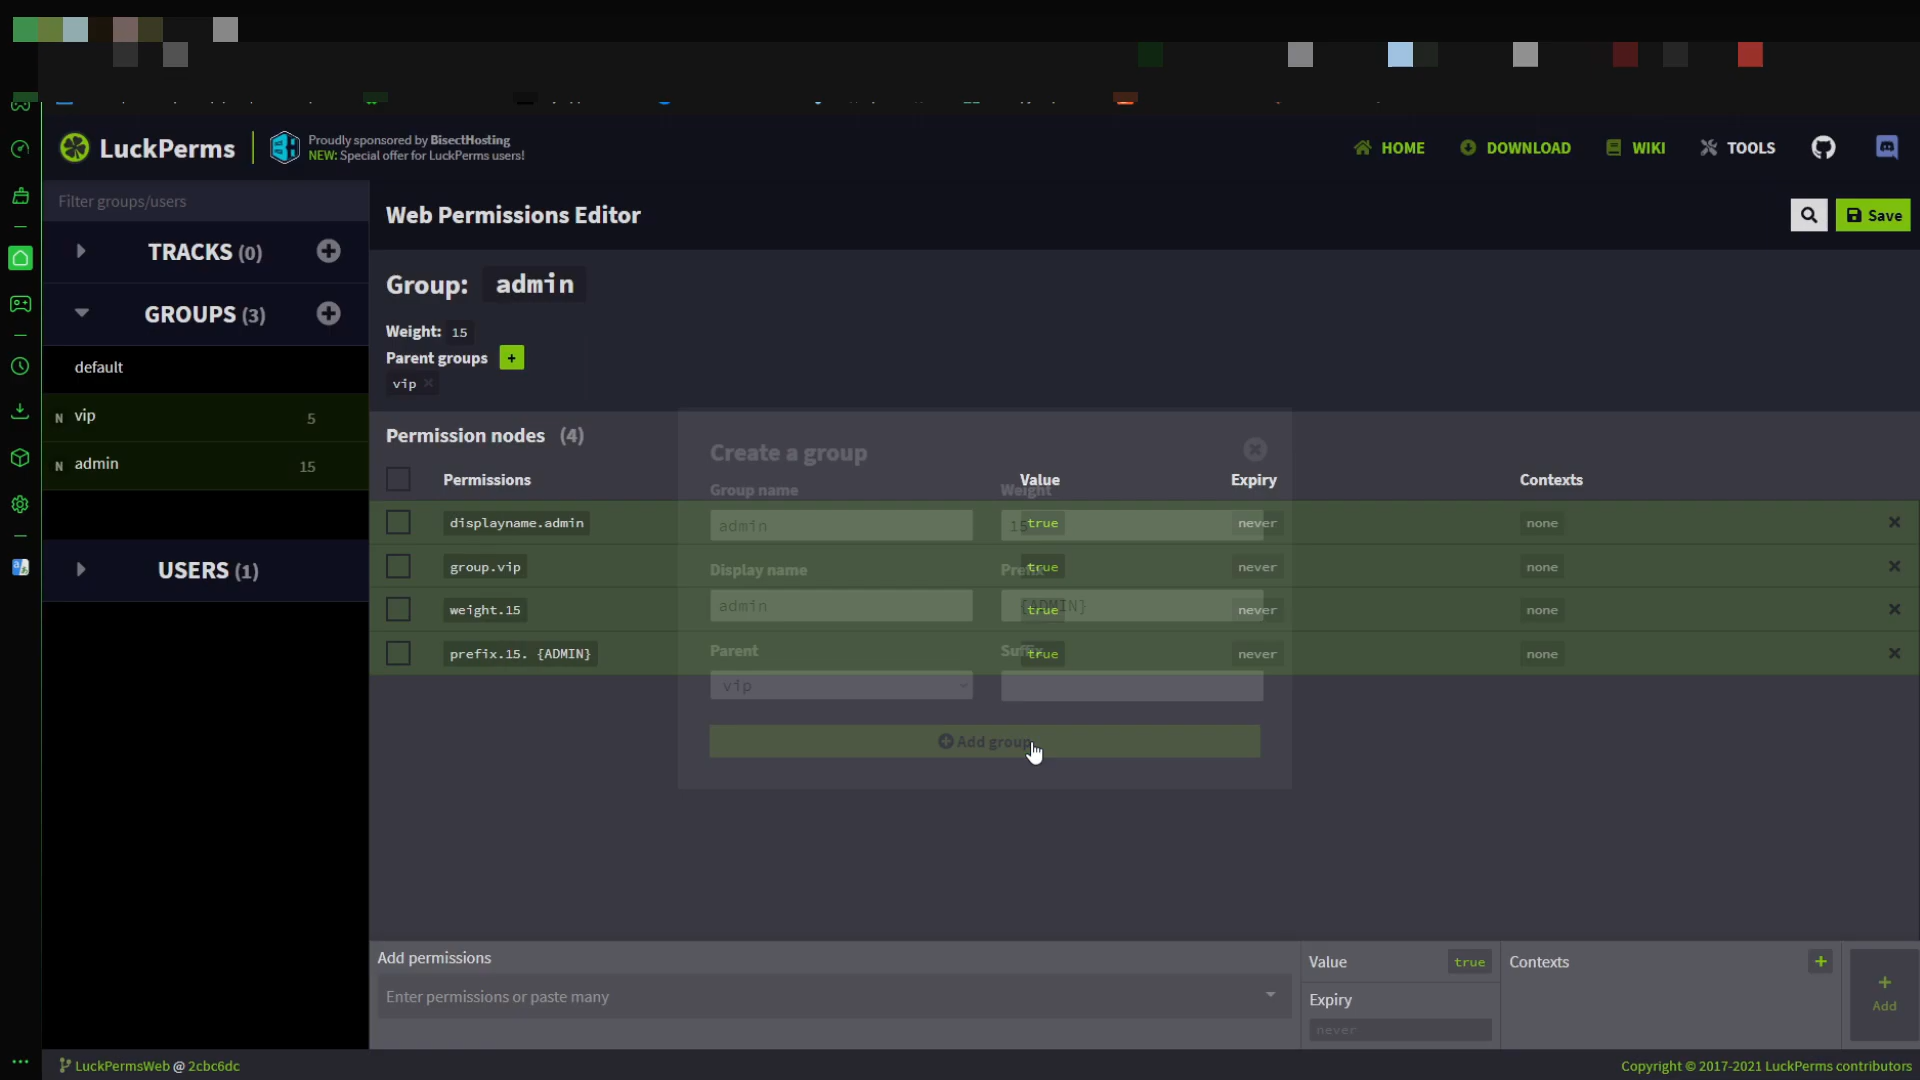 LuckPerms
Proudly sponsored by BisectHosting
NEW: Special offer for LuckPerms users!
HOME
DOWNLOAD
WIKI
TOOLS
Filter groups/users
Web Permissions Editor
Save
TRACKS (0)
GROUPS (3)
default
N vip 5
N admin 15
USERS (1)
Group: admin
Weight: 15
Parent groups +
vip ×
Permission nodes (4)
Create a group
Permissions Value Expiry Contexts
Group name Weight
displayname.admin true never none ×
admin 15
group.vip true never none ×
Display name Prefix
weight.15 true never none ×
admin {ADMIN}
prefix.15. {ADMIN} true never none ×
Parent Suffix
vip
Add group
Add permissions
Enter permissions or paste many
Value true
Expiry
never
Contexts +
+
Add
LuckPermsWeb @ 2cbc6dc
Copyright © 2017-2021 LuckPerms contributors